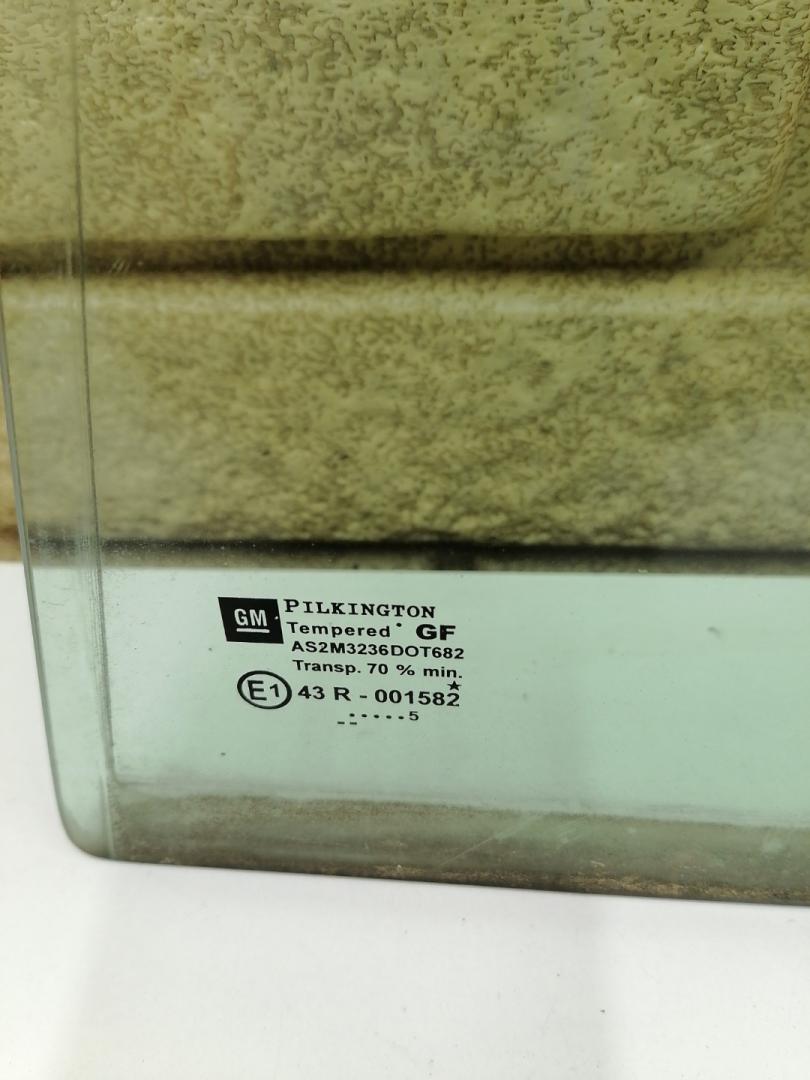 GM PILKINGTON
Tempered GF
AS2M3236DOT682
Transp. 70 % min.
E1 43 R - 001582
.....5